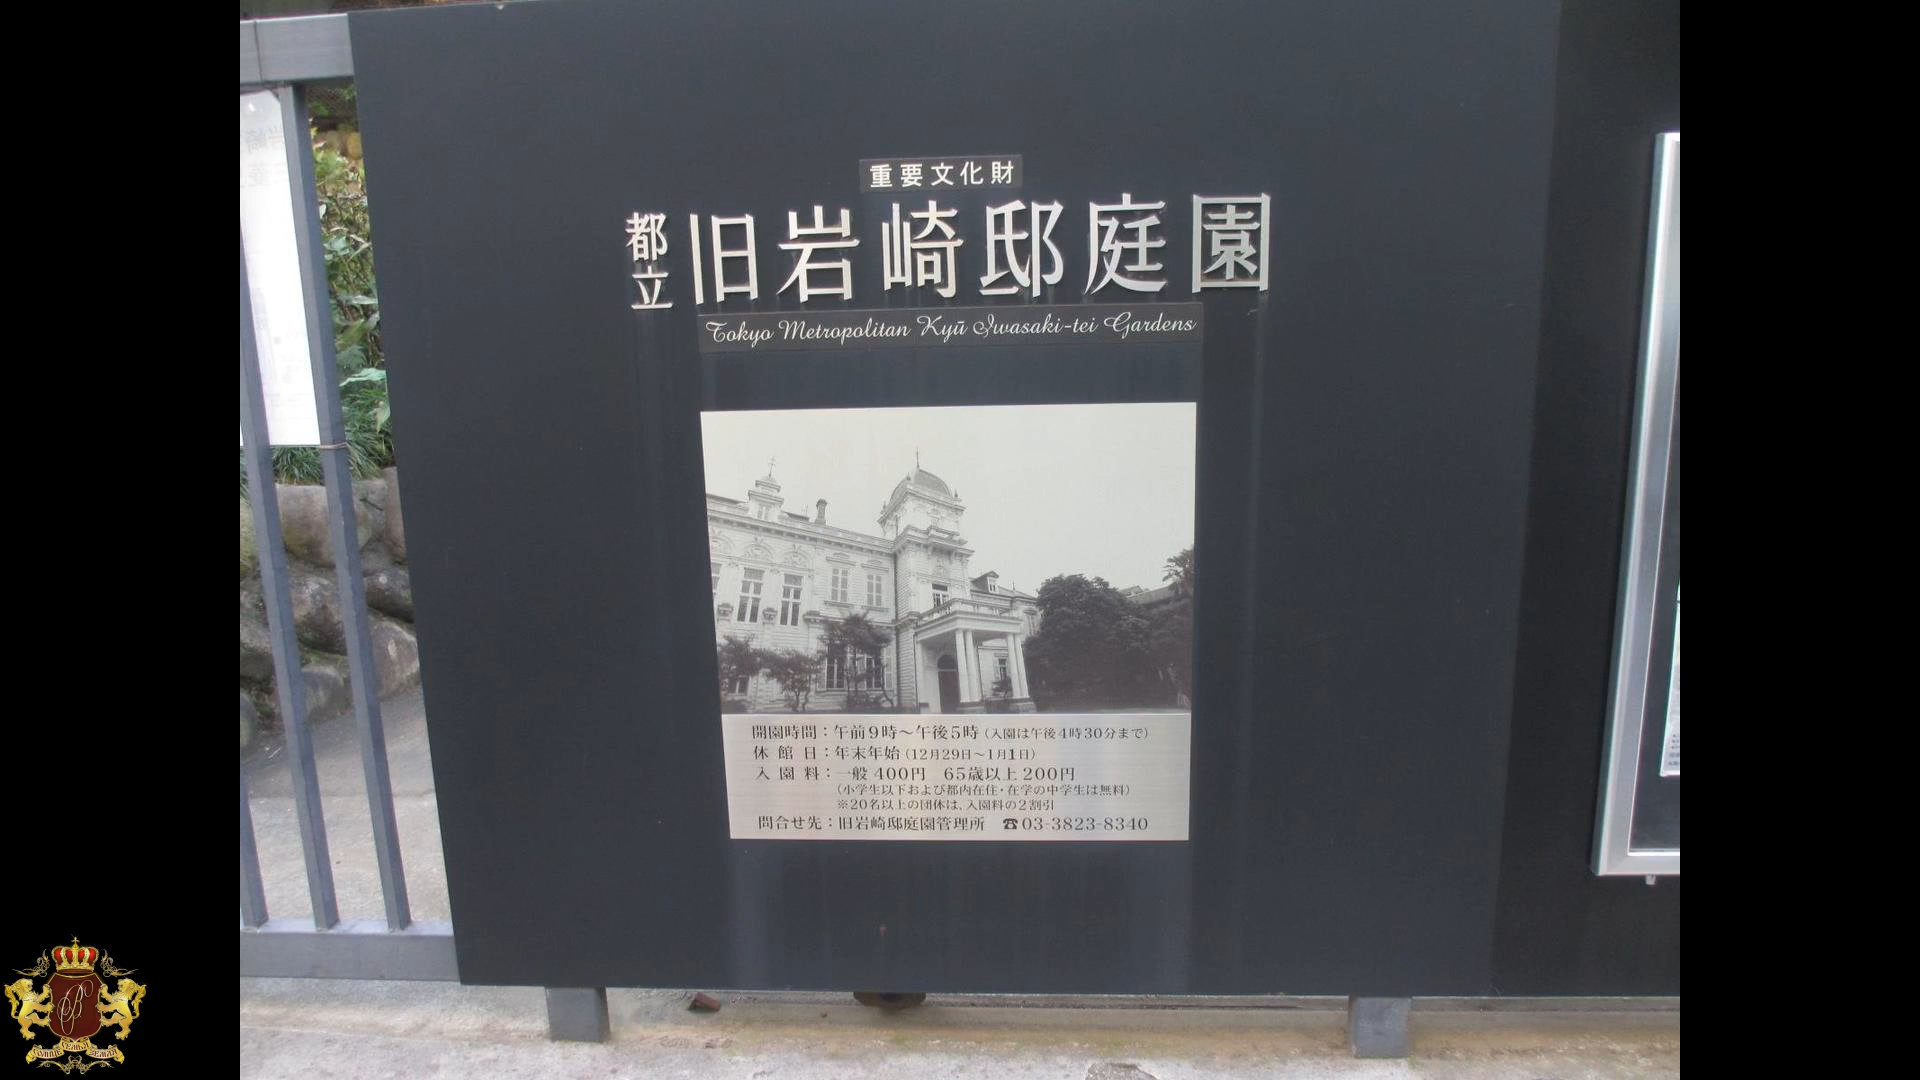 重要文化財
都立 旧岩崎邸庭園
Tokyo Metropolitan Kyū Iwasaki-tei Gardens
開園時間：午前9時～午後5時（入園は午後4時30分まで）
休館日：年末年始（12月29日～1月1日）
入園料：一般 400円　65歳以上 200円
（小学生以下および都内在住・在学の中学生は無料）
※20名以上の団体は、入園料の2割引
問合せ先：旧岩崎邸庭園管理所　☎03-3823-8340